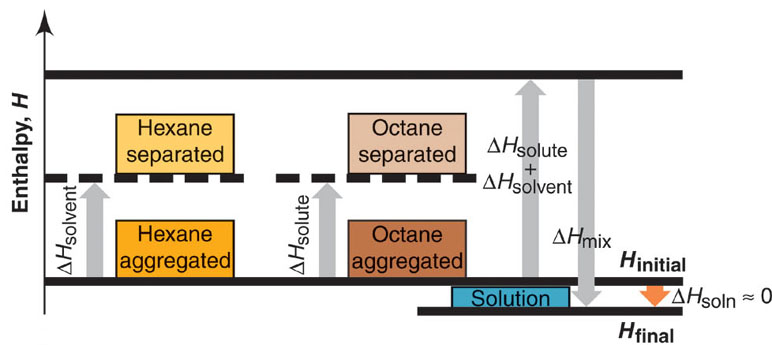 Enthalpy, H
Hexane
separated
Octane
separated
ΔHsolute
+
ΔHsolvent
ΔHsolvent
Hexane
aggregated
ΔHsolute
Octane
aggregated
ΔHmix
Hinitial
Solution
ΔHsoln ≈ 0
Hfinal